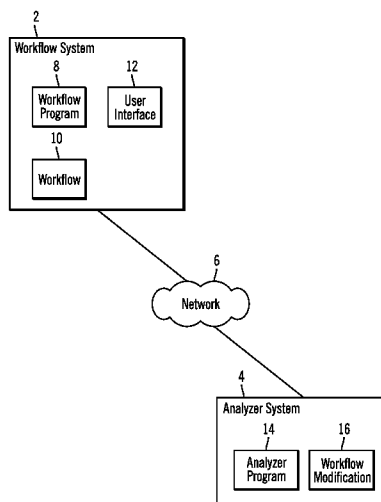 2
Workflow System
8
12
Workflow
Program
User
Interface
10
Workflow
6
Network
4
Analyzer System
14
16
Analyzer
Program
Workflow
Modification